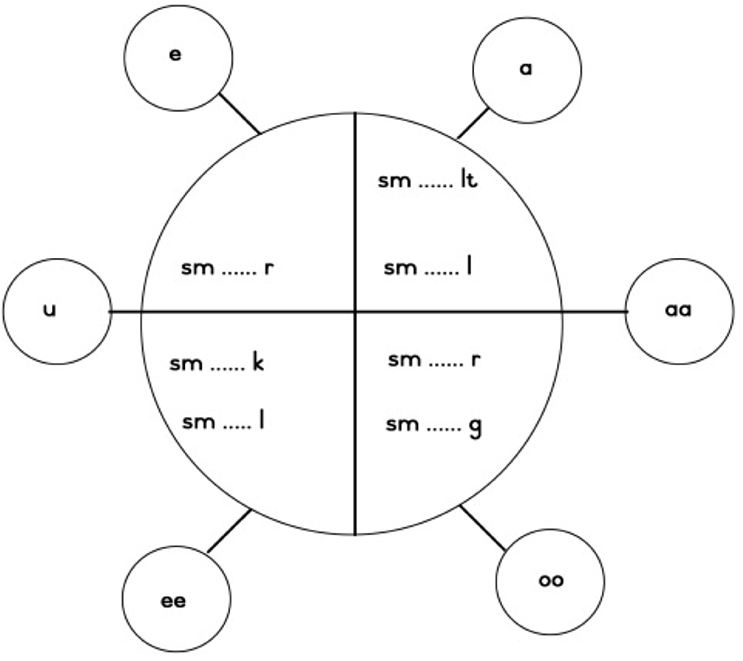 e
a
sm ...... lt
sm ...... r
sm ...... l
u
aa
sm ...... k
sm ...... r
sm ..... l
sm ...... g
ee
oo